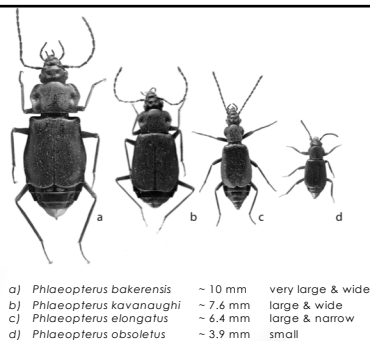 a b c d
a) Phlaeopterus bakerensis ~ 10 mm very large & wide
b) Phlaeopterus kavanaughi ~ 7.6 mm large & wide
c) Phlaeopterus elongatus ~ 6.4 mm large & narrow
d) Phlaeopterus obsoletus ~ 3.9 mm small